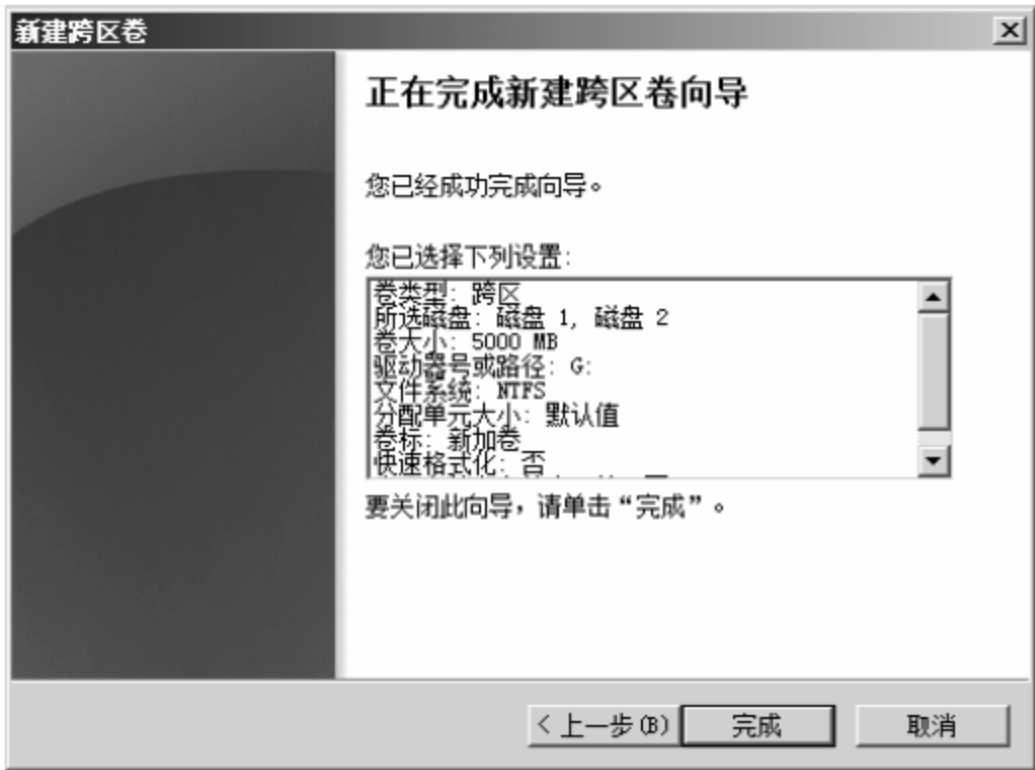 新建跨区卷
正在完成新建跨区卷向导
您已经成功完成向导。
您已选择下列设置:
卷类型: 跨区
所选磁盘: 磁盘 1, 磁盘 2
卷大小: 5000 MB
驱动器号或路径: G:
文件系统: NTFS
分配单元大小: 默认值
卷标: 新加卷
快速格式化: 否
要关闭此向导，请单击“完成”。
< 上一步(B)
完成
取消